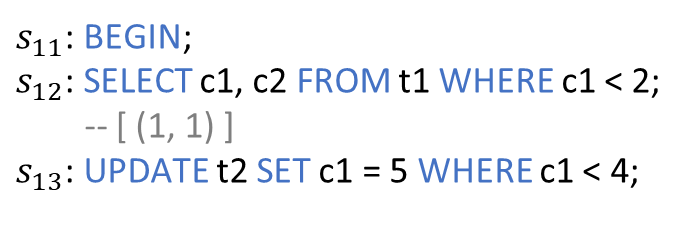 s11: BEGIN;
s12: SELECT c1, c2 FROM t1 WHERE c1 < 2;
-- [ (1, 1) ]
s13: UPDATE t2 SET c1 = 5 WHERE c1 < 4;